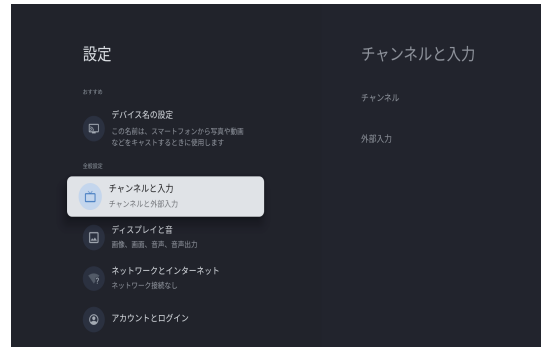 設定
おすすめ
デバイス名の設定
この名前は、スマートフォンから写真や動画
などをキャストするときに使用します
全般設定
チャンネルと入力
チャンネルと外部入力
ディスプレイと音
画像、画面、音声、音声出力
ネットワークとインターネット
ネットワーク接続なし
アカウントとログイン
チャンネルと入力
チャンネル
外部入力